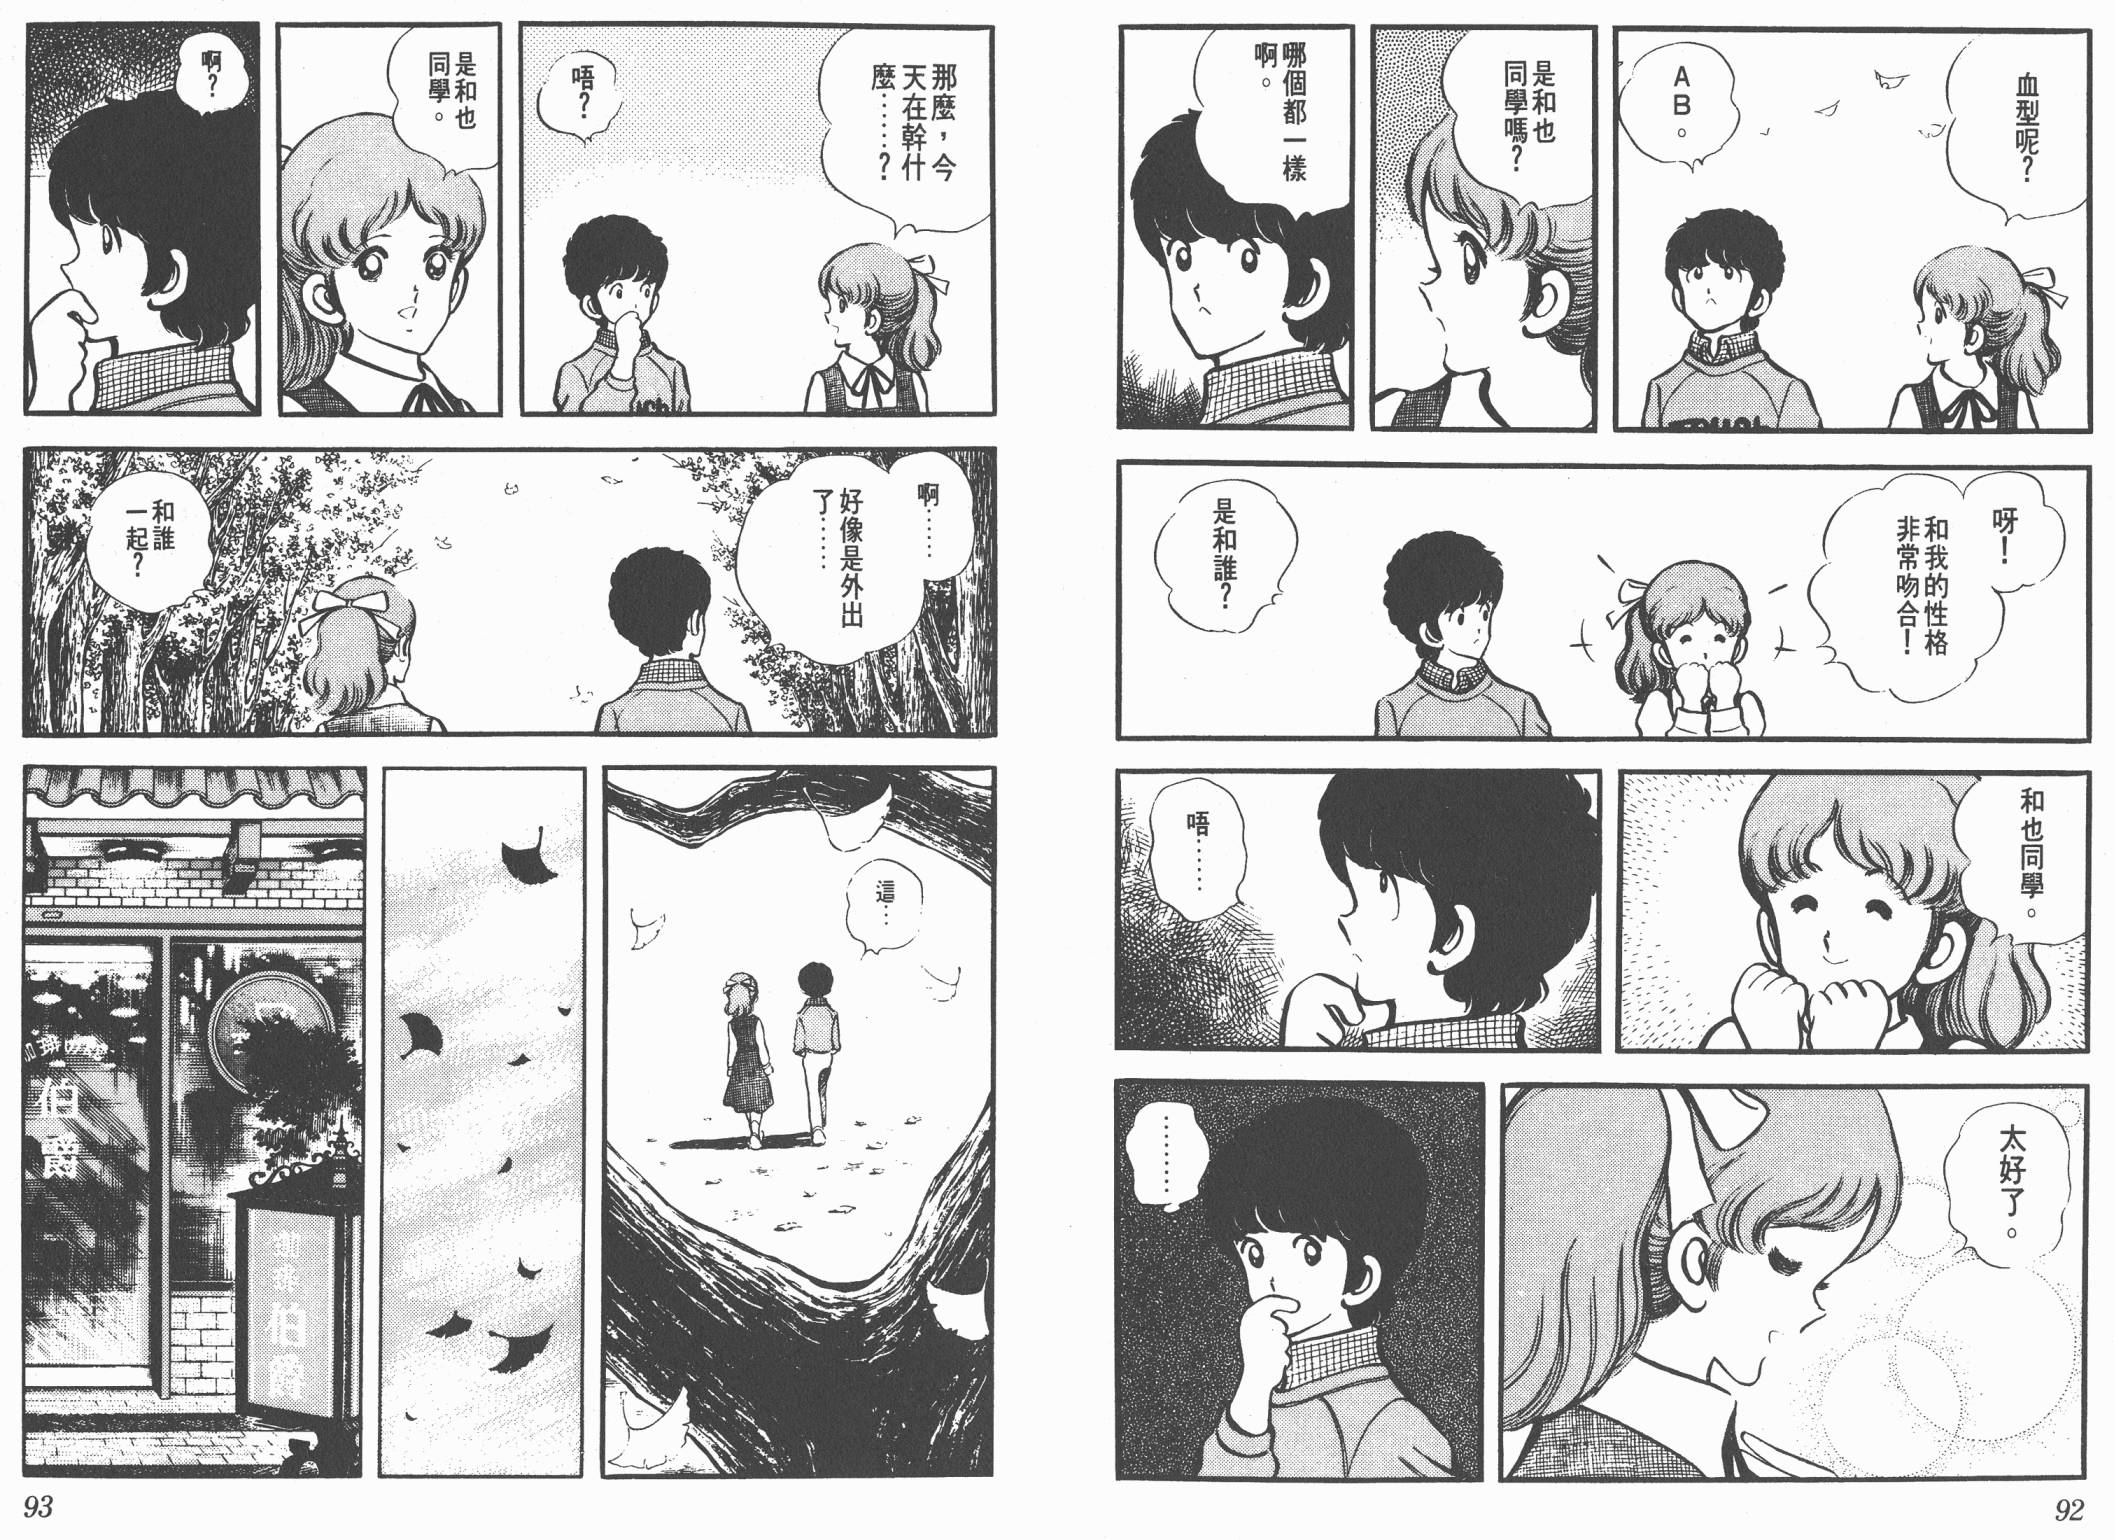 血型呢？
ＡＢ。
是和也
同學嗎？
哪個都一樣
啊。
呀！
和我的性格
非常吻合！
是和誰？
和也同學。
唔……
太好了。
………
92
那麼，今
天在幹什
麼……？
唔？
是和也
同學。
啊？
啊……
好像是外出
了……
和誰
一起？
這…
伯爵
伯爵
93